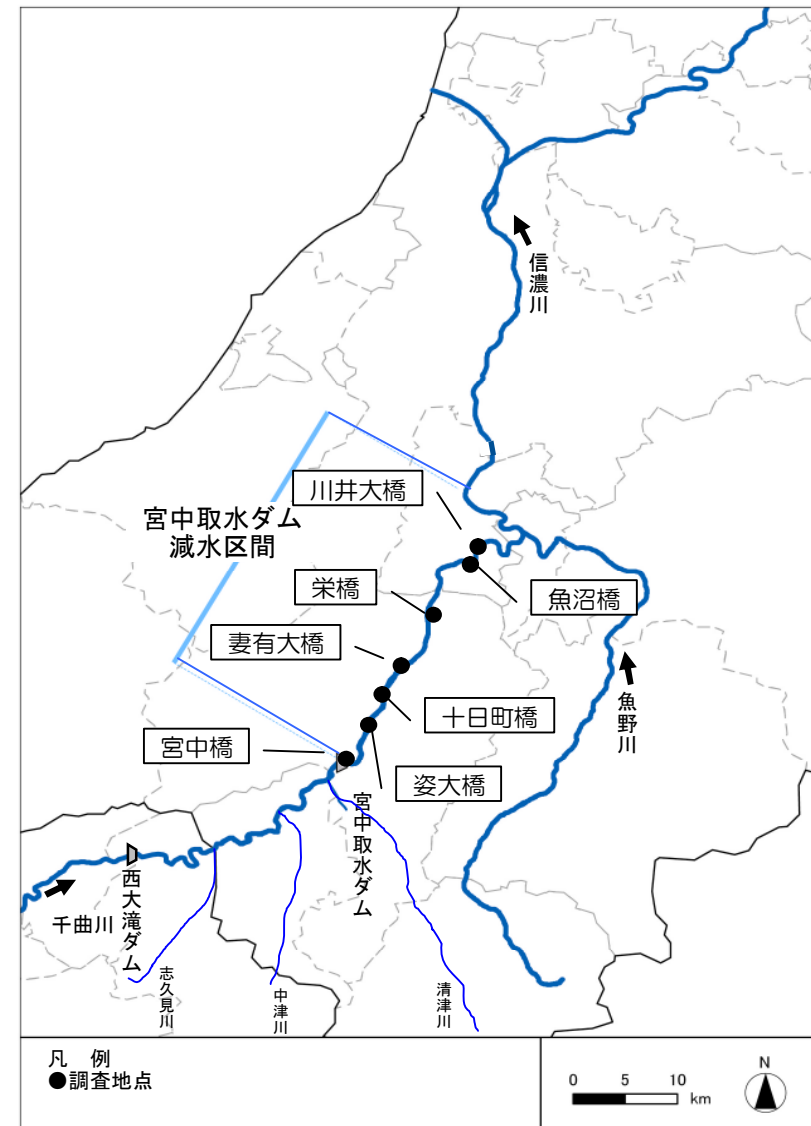 信濃川
川井大橋
宮中取水ダム
減水区間
栄橋
魚沼橋
妻有大橋
魚野川
十日町橋
宮中橋
姿大橋
宮中取水ダム
西大滝ダム
千曲川
志久見川
中津川
清津川
凡 例
●調査地点
0 5 10
km
N